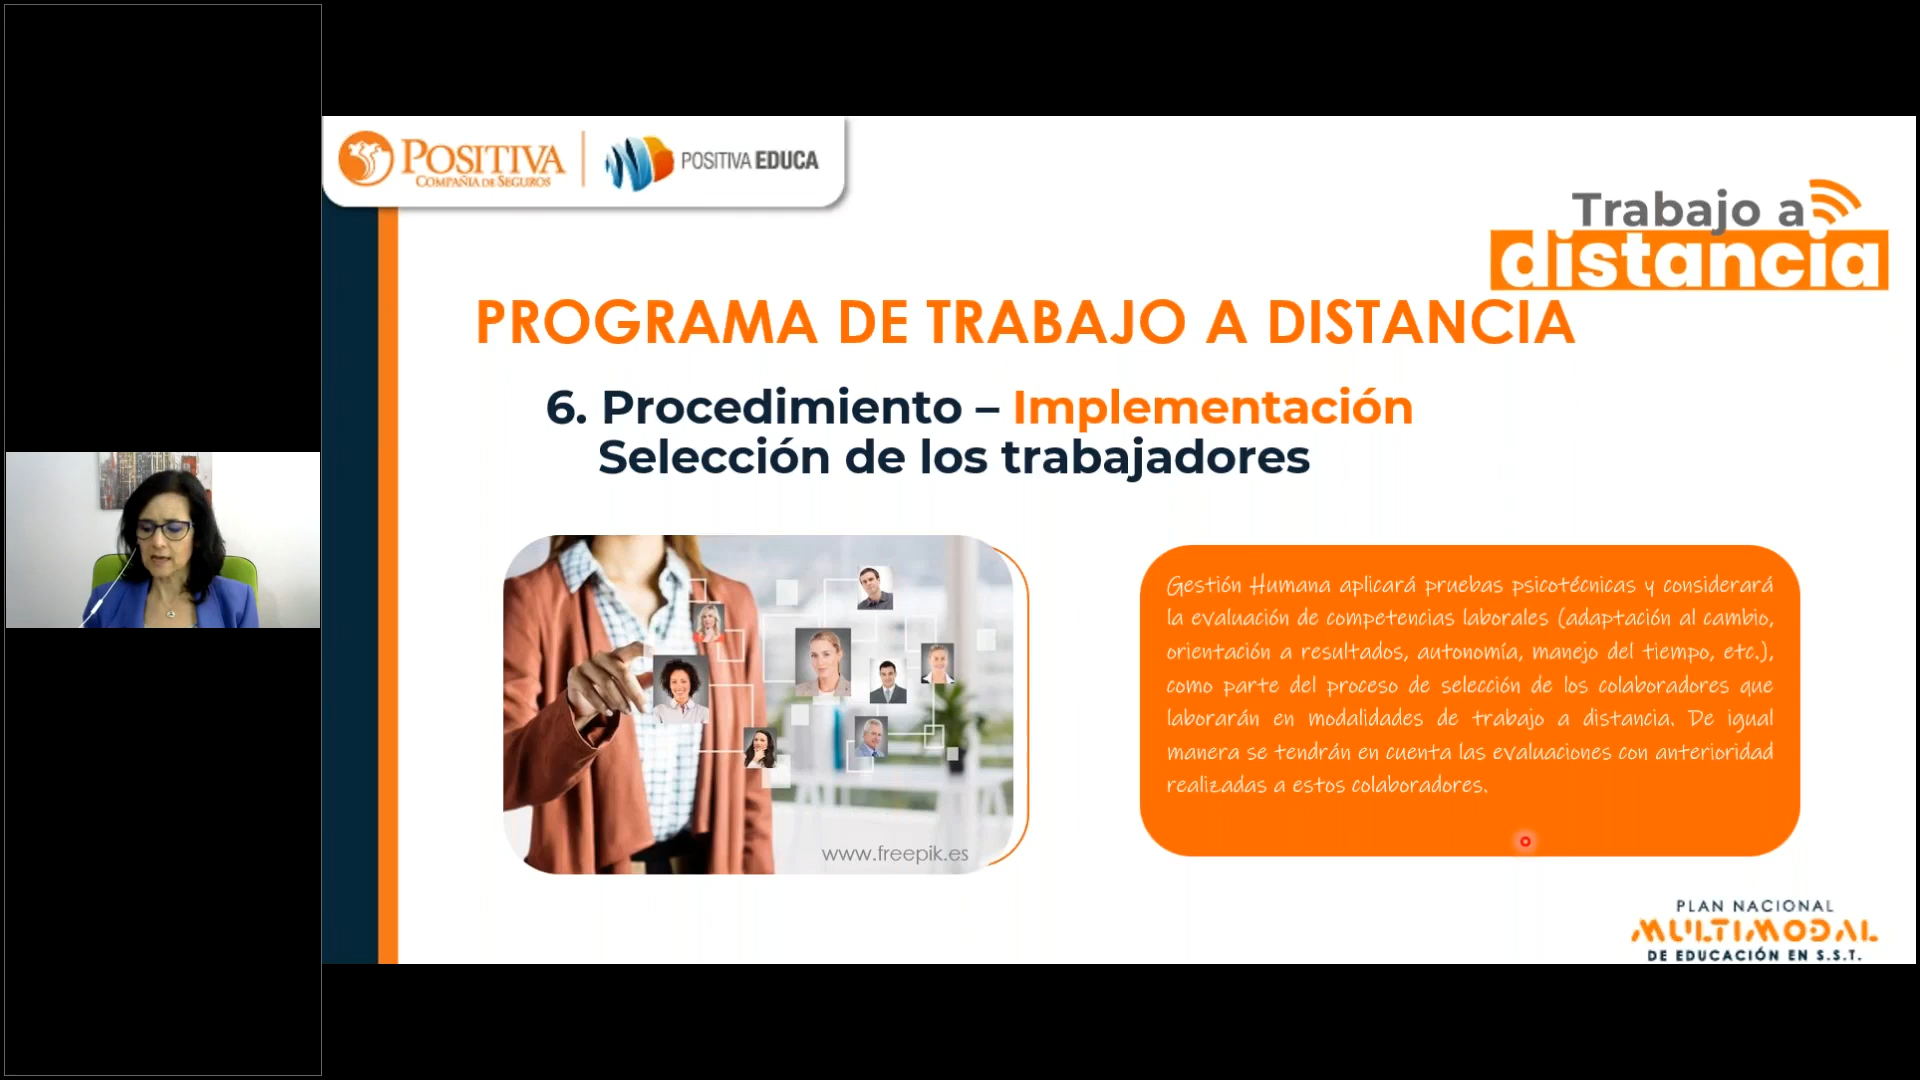 POSITIVA
COMPAÑIA DE SEGUROS
POSITIVA EDUCA
Trabajo a
distancia
PROGRAMA DE TRABAJO A DISTANCIA
6. Procedimiento – Implementación
Selección de los trabajadores
Gestión Humana aplicará pruebas psicotécnicas y considerará
la evaluación de competencias laborales (adaptación al cambio,
orientación a resultados, autonomía, manejo del tiempo, etc.),
como parte del proceso de selección de los colaboradores que
laborarán en modalidades de trabajo a distancia. De igual
manera se tendrán en cuenta las evaluaciones con anterioridad
realizadas a estos colaboradores.
www.freepik.es
PLAN NACIONAL
MULTIMODAL
DE EDUCACIÓN EN S.S.T.